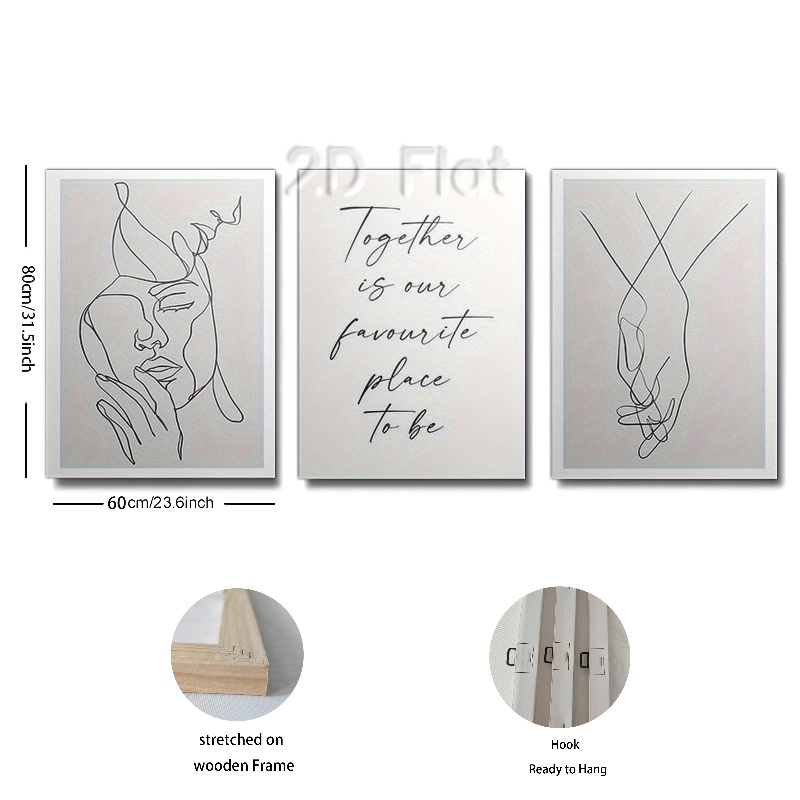 2D Flat
Together
is our
favourite
place
to be
80cm/31.5inch
60cm/23.6inch
stretched on
wooden Frame
Hook
Ready to Hang